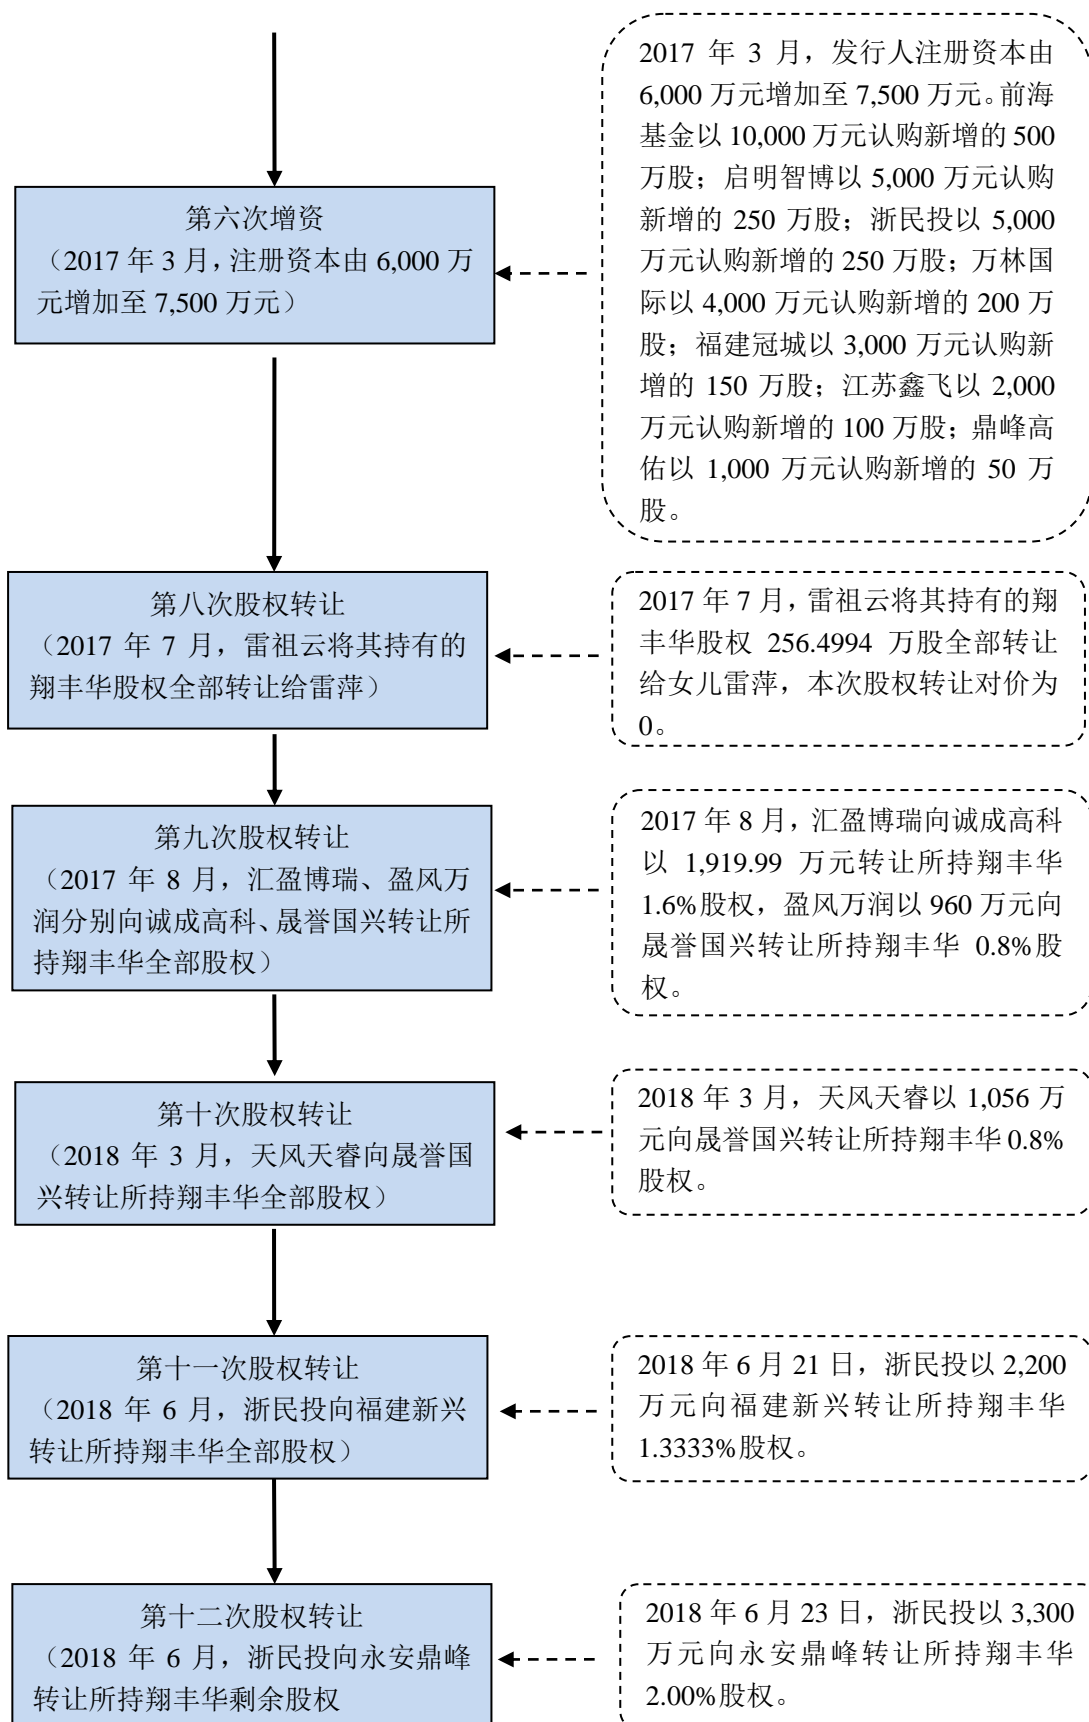 2017 年 3 月，发行人注册资本由
6,000 万元增加至 7,500 万元。前海
基金以 10,000 万元认购新增的 500
万股；启明智博以 5,000 万元认购
新增的 250 万股；浙民投以 5,000
万元认购新增的 250 万股；万林国
际以 4,000 万元认购新增的 200 万
股；福建冠城以 3,000 万元认购新
增的 150 万股；江苏鑫飞以 2,000
万元认购新增的 100 万股；鼎峰高
佑以 1,000 万元认购新增的 50 万
股。
第六次增资
（2017 年 3 月，注册资本由 6,000 万
元增加至 7,500 万元）
第八次股权转让
（2017 年 7 月，雷祖云将其持有的
翔丰华股权全部转让给雷萍）
2017 年 7 月，雷祖云将其持有的翔
丰华股权 256.4994 万股全部转让
给女儿雷萍，本次股权转让对价为
0。
第九次股权转让
（2017 年 8 月，汇盈博瑞、盈风万
润分别向诚成高科、晟誉国兴转让所
持翔丰华全部股权）
2017 年 8 月，汇盈博瑞向诚成高科
以 1,919.99 万元转让所持翔丰华
1.6%股权，盈风万润以 960 万元向
晟誉国兴转让所持翔丰华 0.8%股
权。
第十次股权转让
（2018 年 3 月，天风天睿向晟誉国
兴转让所持翔丰华全部股权）
2018 年 3 月，天风天睿以 1,056 万
元向晟誉国兴转让所持翔丰华 0.8%
股权。
第十一次股权转让
（2018 年 6 月，浙民投向福建新兴
转让所持翔丰华全部股权）
2018 年 6 月 21 日，浙民投以 2,200
万元向福建新兴转让所持翔丰华
1.3333%股权。
第十二次股权转让
（2018 年 6 月，浙民投向永安鼎峰
转让所持翔丰华剩余股权
2018 年 6 月 23 日，浙民投以 3,300
万元向永安鼎峰转让所持翔丰华
2.00%股权。